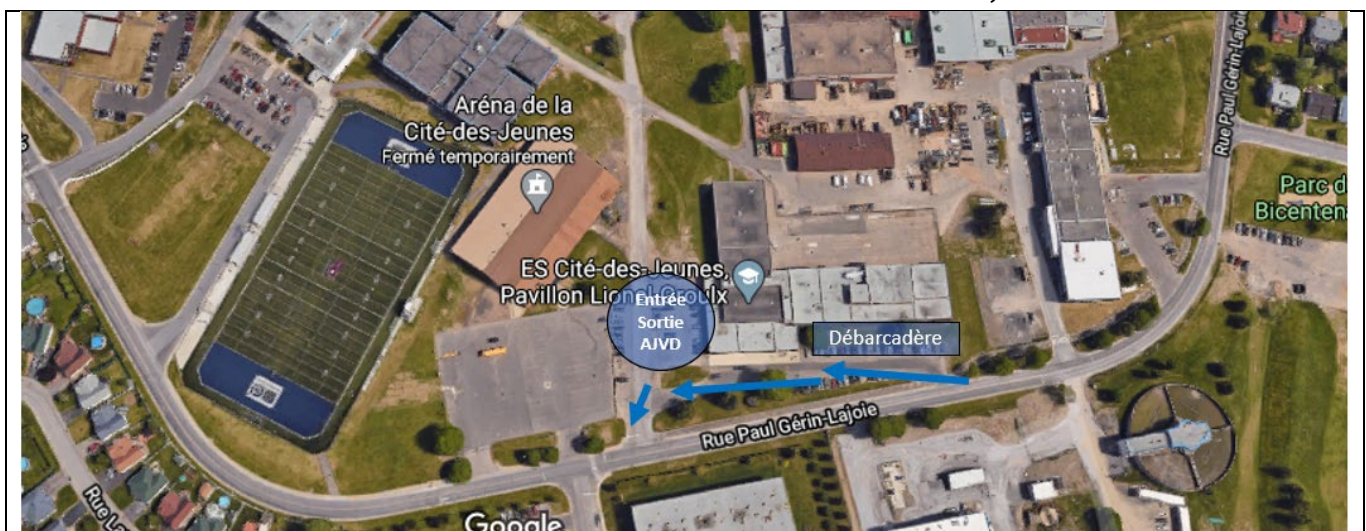 Aréna de la
Cité-des-Jeunes
Fermé temporairement
Rue Paul Gérin-Lajoie
Parc d
Bicenten
ES Cité-des-Jeunes,
Pavillon Lionel-Groulx
Entrée
Sortie
AJVD
Débarcadère
Rue Paul Gérin-Lajoie
Rue
Google